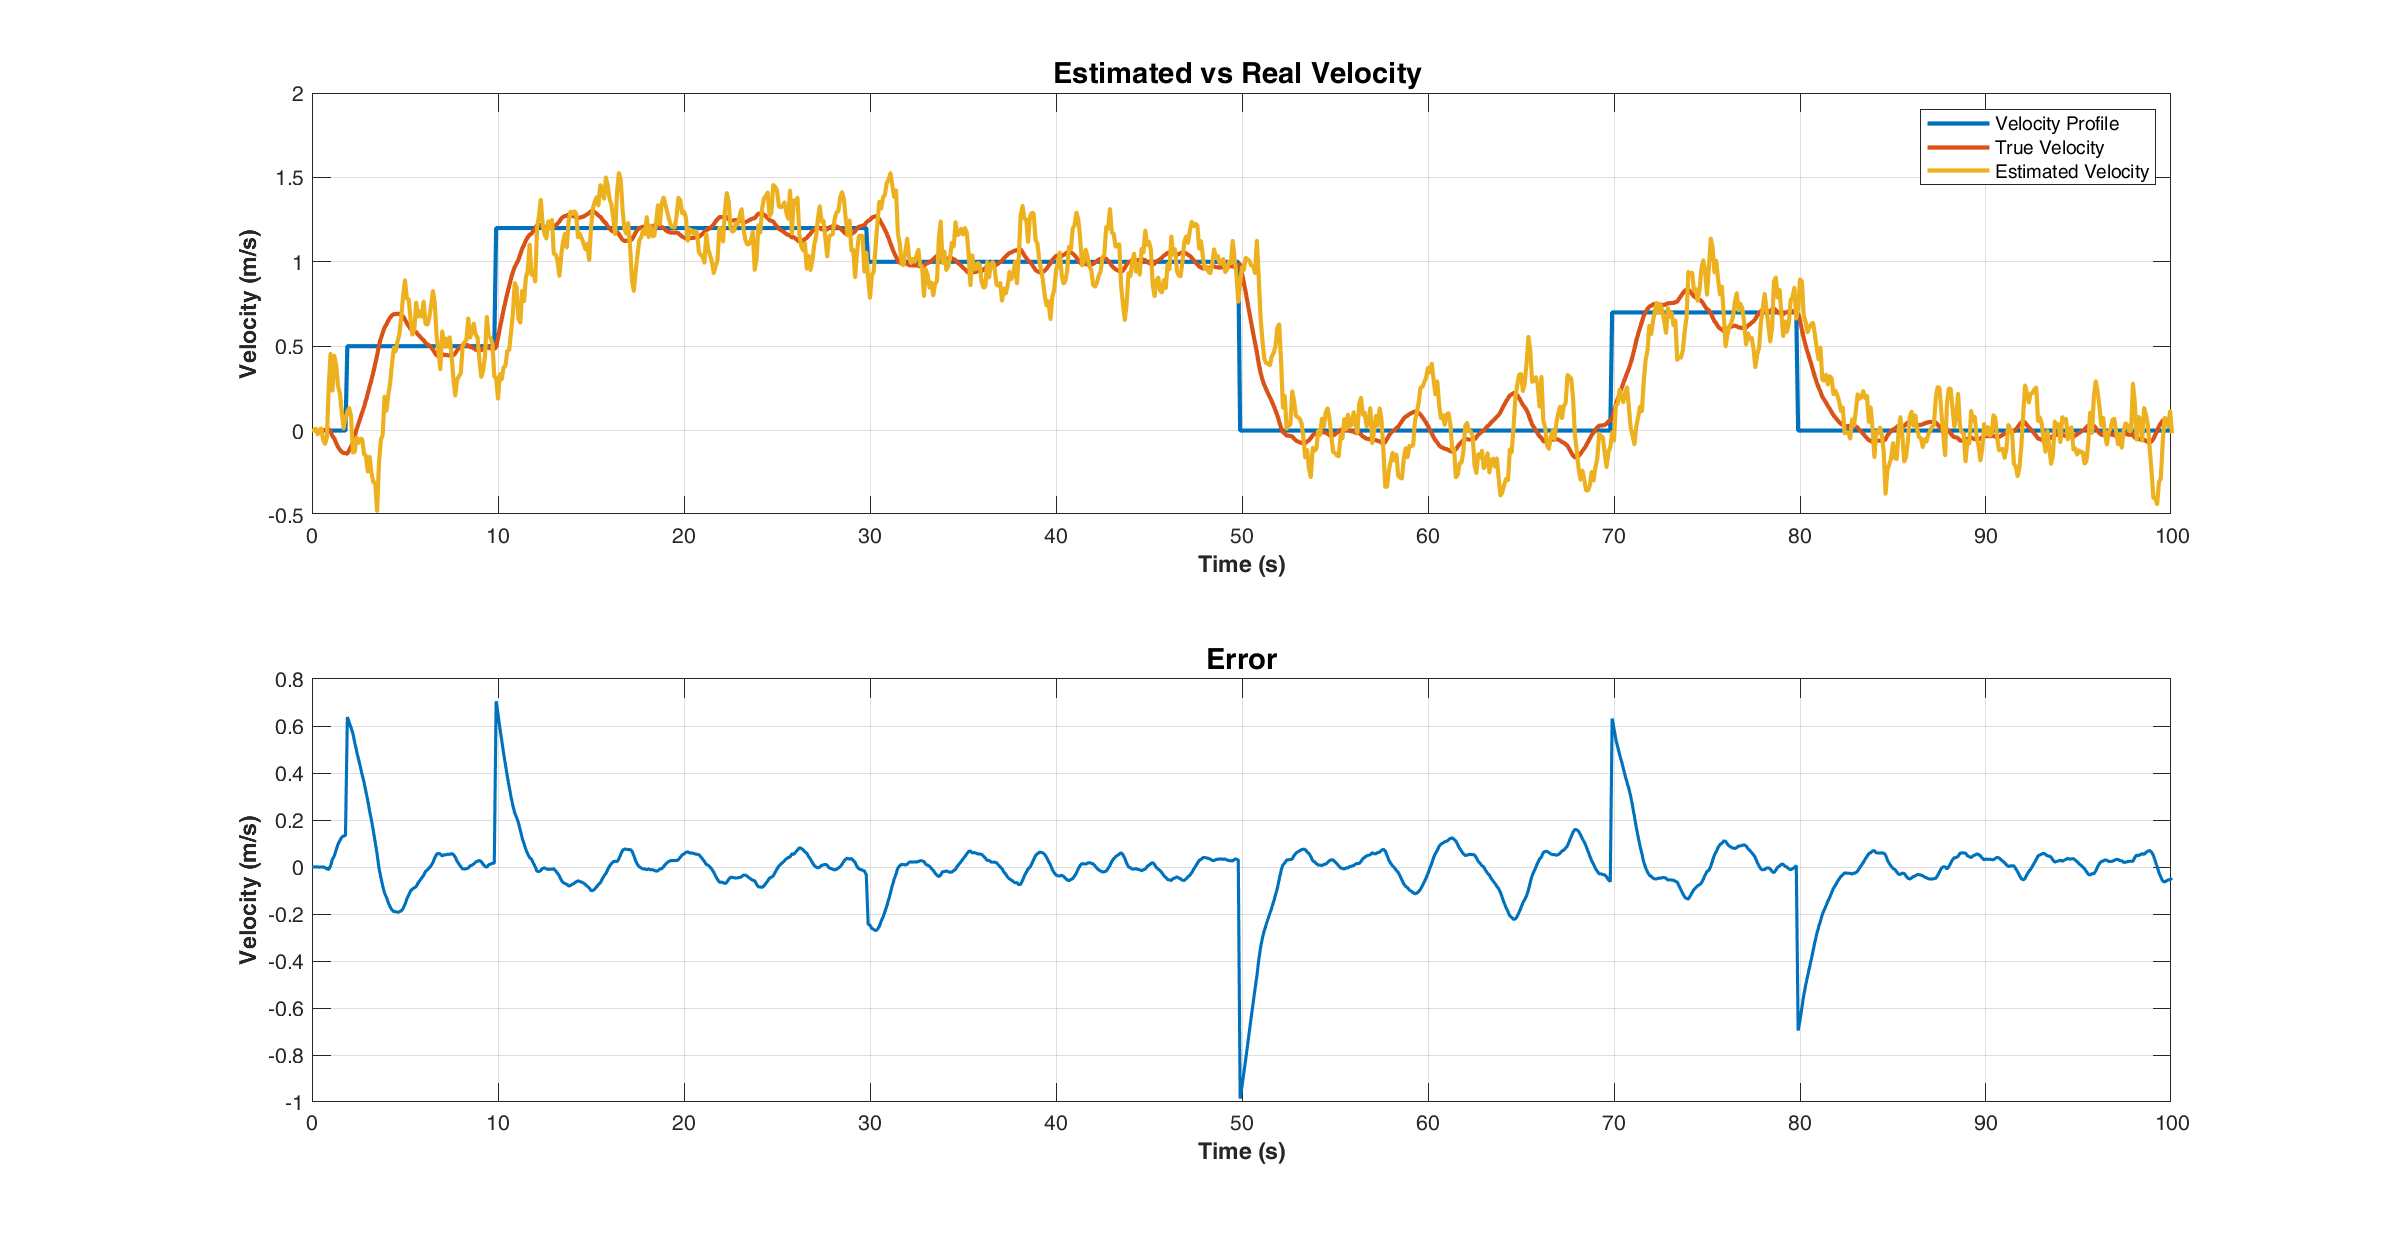 Estimated vs Real Velocity
2
1.5
1
0.5
0
-0.5
Velocity (m/s)
Velocity Profile
True Velocity
Estimated Velocity
0 10 20 30 40 50 60 70 80 90 100
Time (s)
Error
0.8
0.6
0.4
0.2
0
-0.2
-0.4
-0.6
-0.8
-1
Velocity (m/s)
0 10 20 30 40 50 60 70 80 90 100
Time (s)